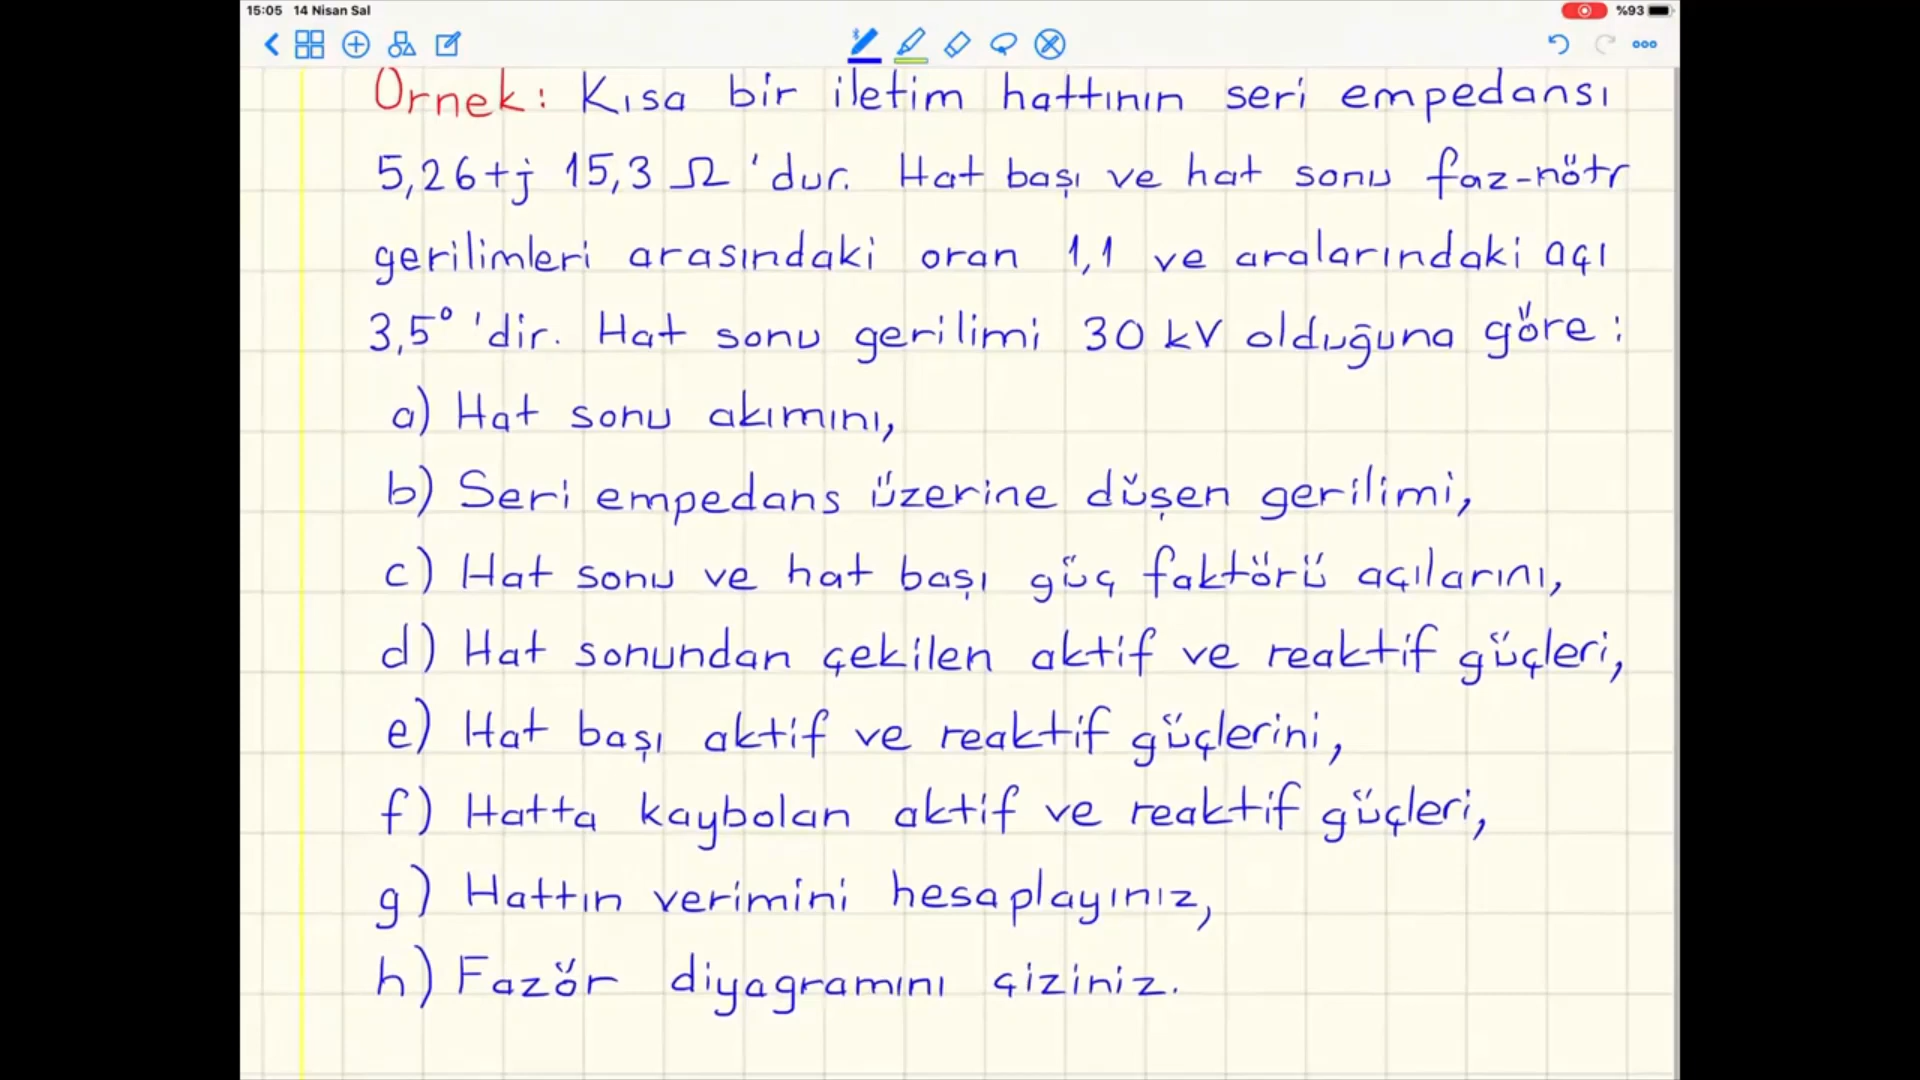 15:05 14 Nisan Sal %93
Örnek: Kısa bir iletim hattının seri empedansı
5,26+j 15,3 Ω 'dur. Hat başı ve hat sonu faz-nötr
gerilimleri arasındaki oran 1,1 ve aralarındaki açı
3,5° 'dir. Hat sonu gerilimi 30 kV olduğuna göre:
a) Hat sonu akımını,
b) Seri empedans üzerine düşen gerilimi,
c) Hat sonu ve hat başı güç faktörü açılarını,
d) Hat sonundan çekilen aktif ve reaktif güçleri,
e) Hat başı aktif ve reaktif güçlerini,
f) Hatta kaybolan aktif ve reaktif güçleri,
g) Hattın verimini hesaplayınız,
h) Fazör diyagramını çiziniz.